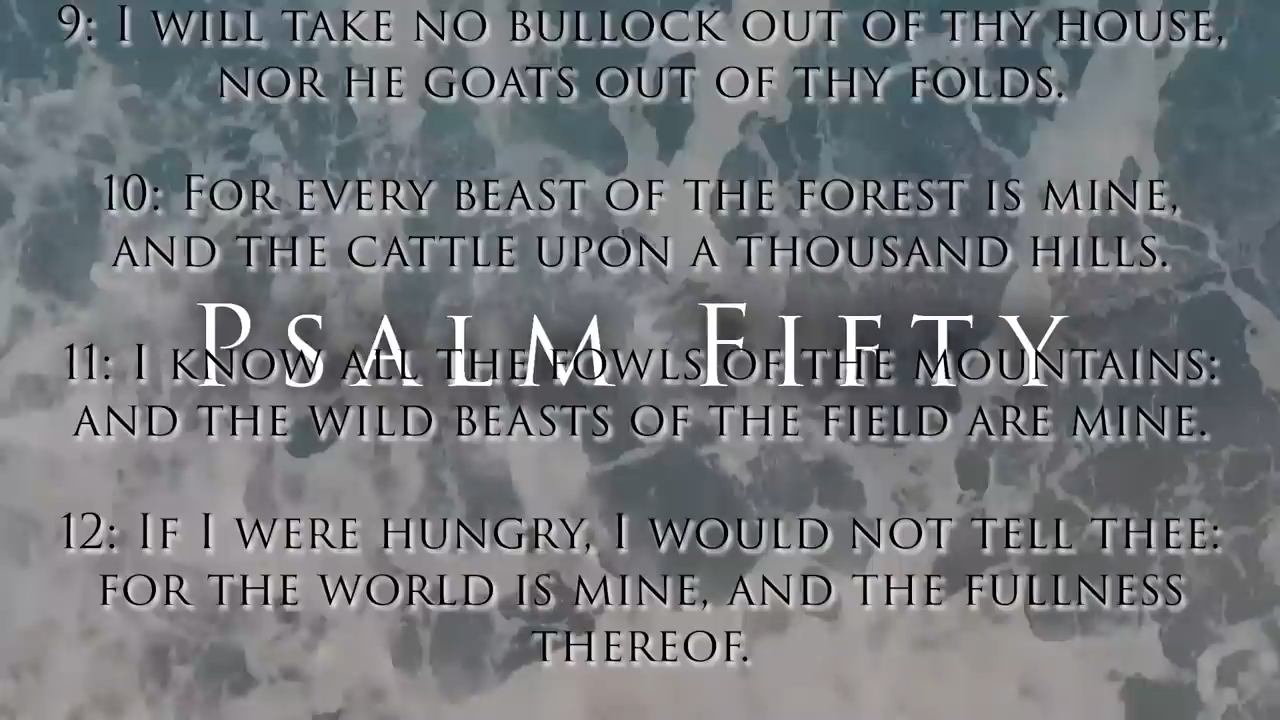 9: I will take no bullock out of thy house,
nor he goats out of thy folds.
10: For every beast of the forest is mine,
and the cattle upon a thousand hills.
Psalm Fifty
11: I know all the fowls of the mountains:
and the wild beasts of the field are mine.
12: If I were hungry, I would not tell thee:
for the world is mine, and the fullness
thereof.